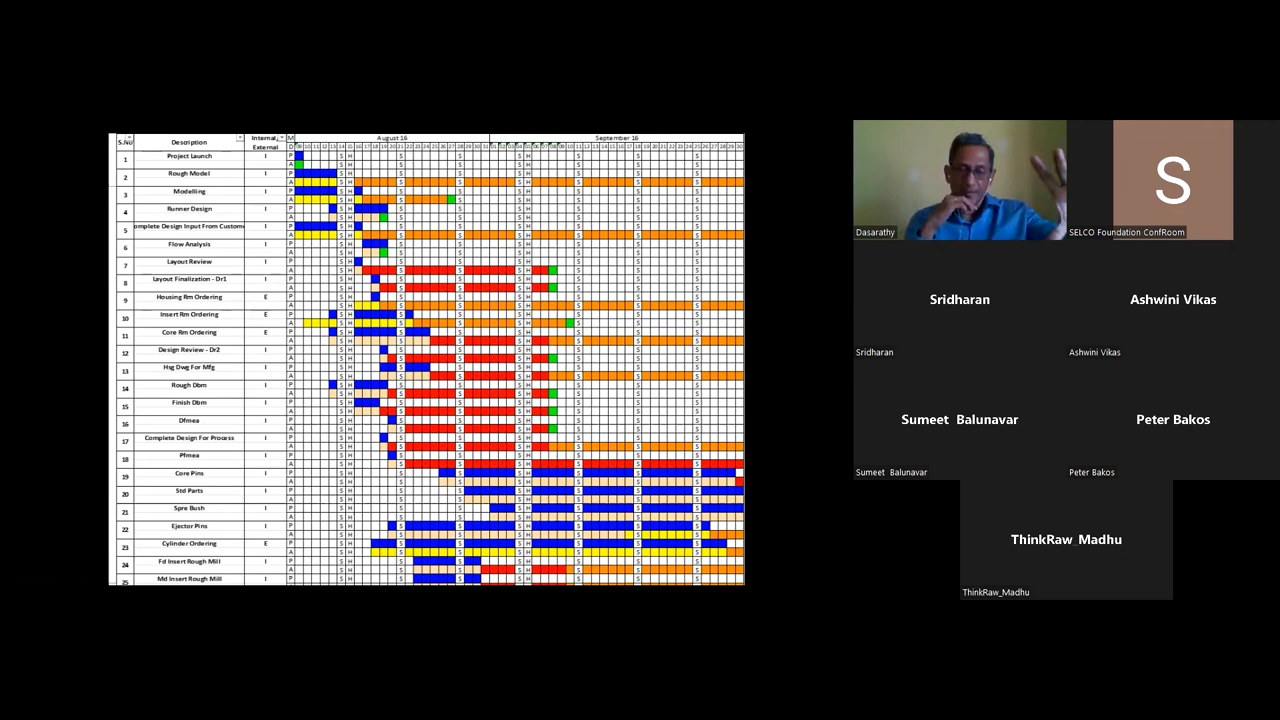 S.No Description Internal/ External M D August 16 September 16
1 Project Launch I P A
2 Rough Model I P A
3 Modelling I P A
4 Runner Design I P A
5 omplete Design Input From Custome I P A
6 Flow Analysis I P A
7 Layout Review I P A
8 Layout Finalization - Dr1 I P A
9 Housing Rm Ordering E P A
10 Insert Rm Ordering E P A
11 Core Rm Ordering E P A
12 Design Review - Dr2 I P A
13 Hsg Dwg For Mfg I P A
14 Rough Dbm I P A
15 Finish Dbm I P A
16 Dfmea I P A
17 Complete Design For Process I P A
18 Pfmea I P A
19 Core Pins I P A
20 Std Parts I P A
21 Spre Bush I P A
22 Ejector Pins I P A
23 Cylinder Ordering E P A
24 Fd Insert Rough Mill I P A
25 Md Insert Rough Mill I P
S
Dasarathy
SELCO Foundation ConfRoom
Sridharan
Ashwini Vikas
Sridharan
Ashwini Vikas
Sumeet Balunavar
Peter Bakos
Sumeet Balunavar
Peter Bakos
ThinkRaw_Madhu
ThinkRaw_Madhu